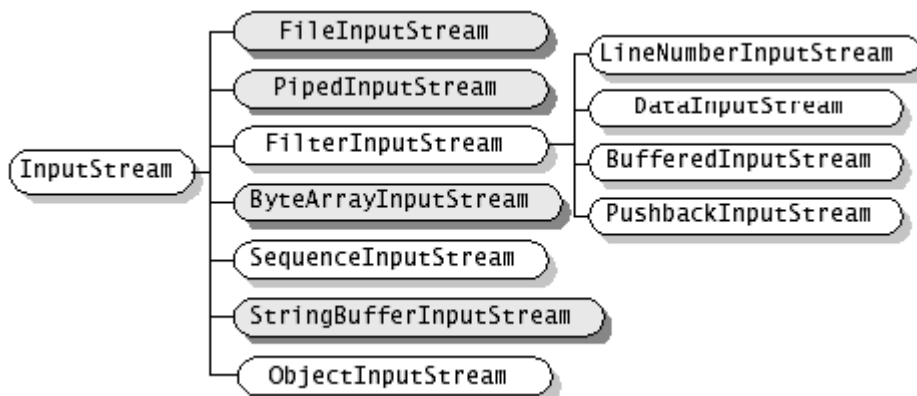 InputStream
FileInputStream
PipedInputStream
FilterInputStream
ByteArrayInputStream
SequenceInputStream
StringBufferInputStream
ObjectInputStream
LineNumberInputStream
DataInputStream
BufferedInputStream
PushbackInputStream